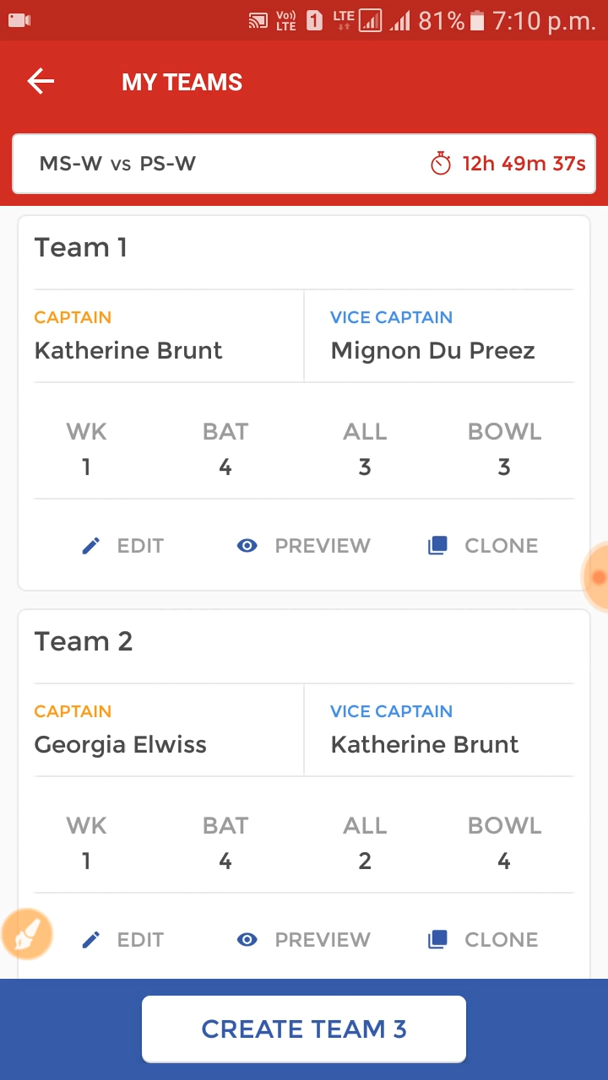 Vo)) LTE 1 LTE 81% 7:10 p.m.
MY TEAMS
MS-W vs PS-W 12h 49m 37s
Team 1
CAPTAIN VICE CAPTAIN
Katherine Brunt Mignon Du Preez
WK BAT ALL BOWL
1 4 3 3
EDIT PREVIEW CLONE
Team 2
CAPTAIN VICE CAPTAIN
Georgia Elwiss Katherine Brunt
WK BAT ALL BOWL
1 4 2 4
EDIT PREVIEW CLONE
CREATE TEAM 3